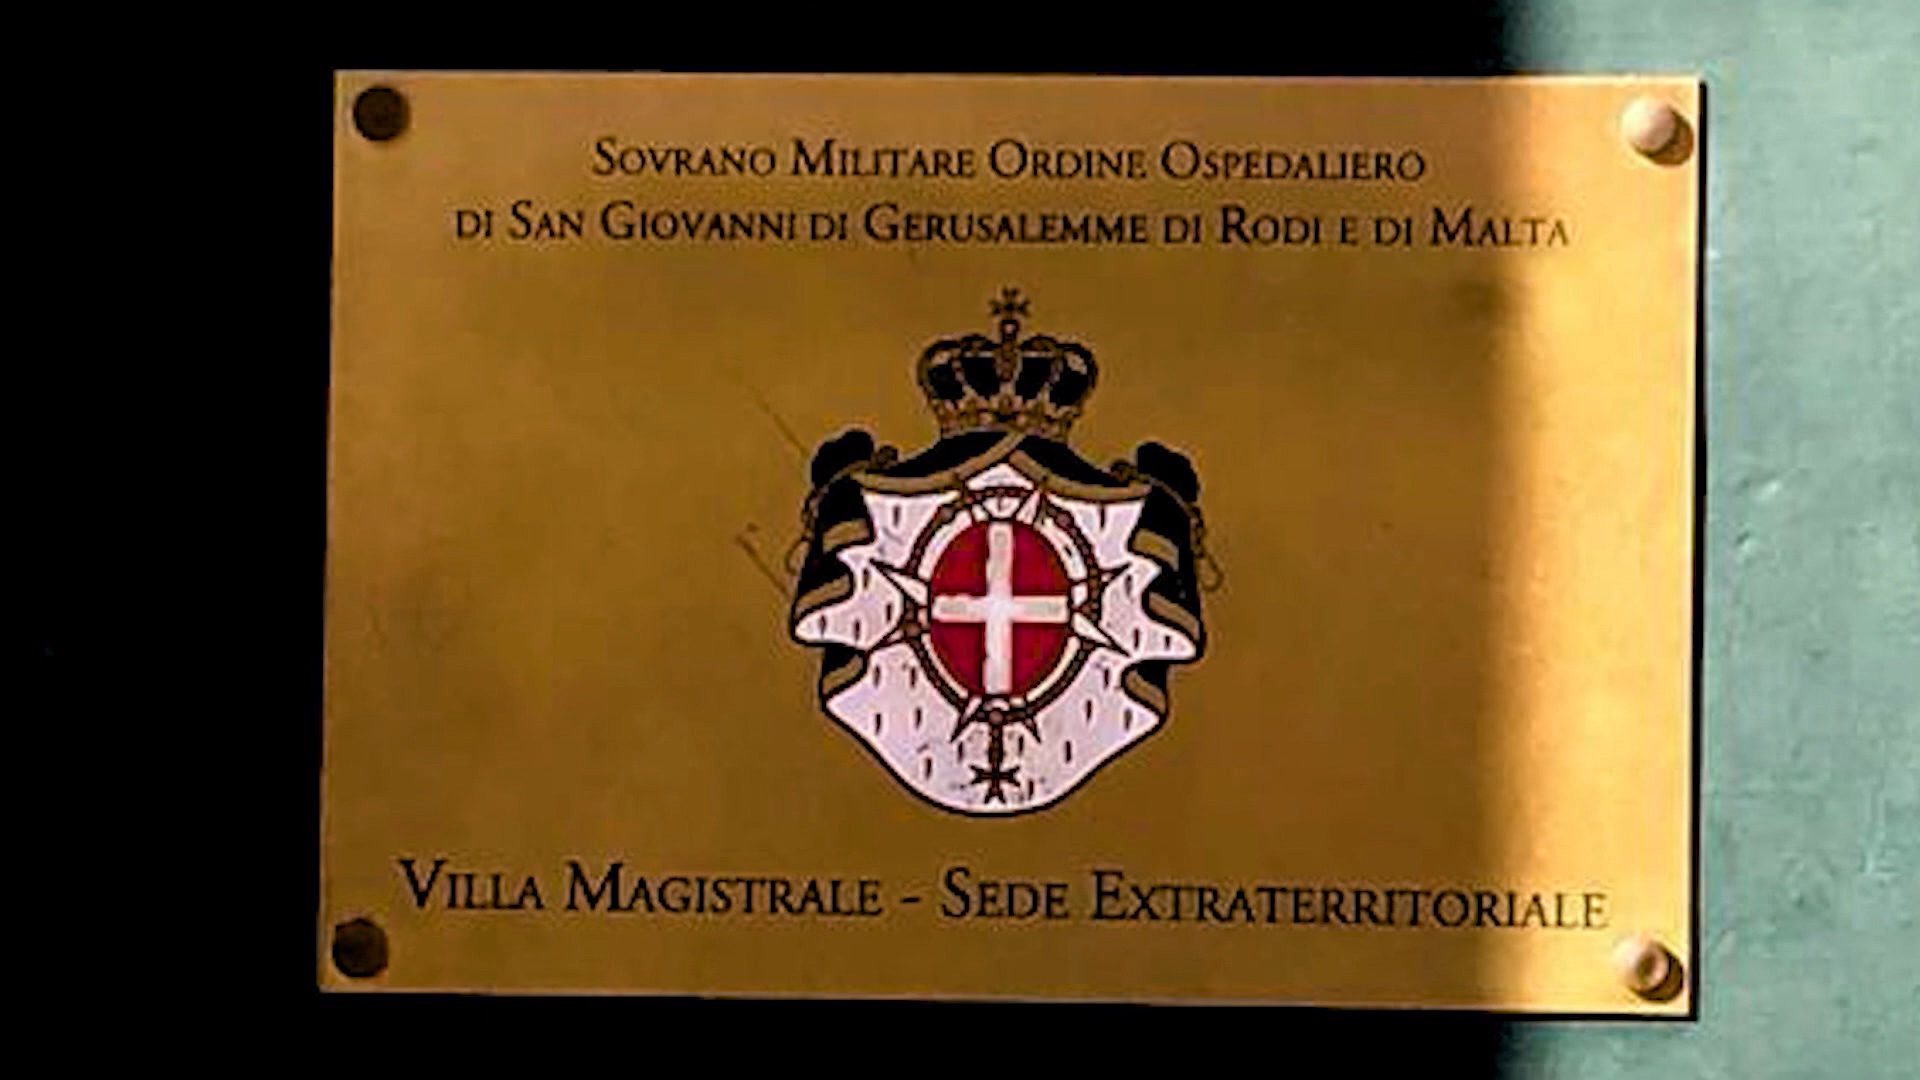 Sovrano Militare Ordine Ospedaliero
di San Giovanni di Gerusalemme di Rodi e di Malta
Villa Magistrale - Sede Extraterritoriale